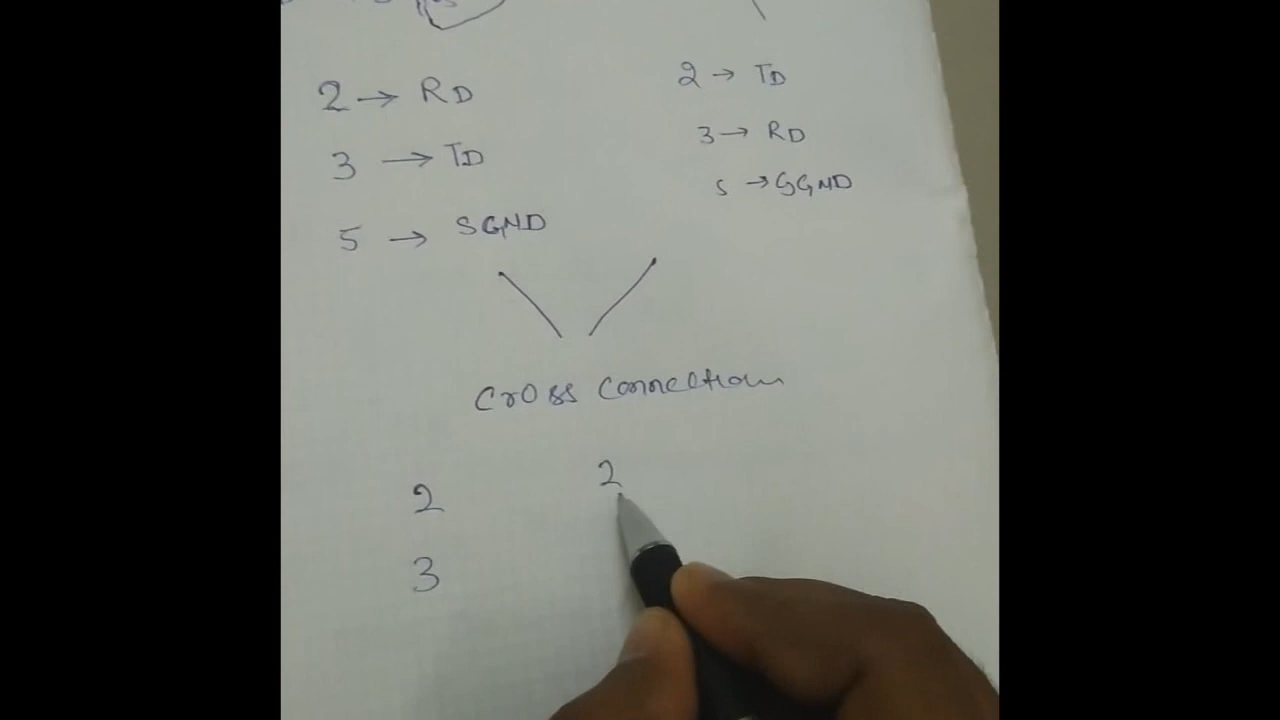 2 → RD
3 → TD
5 → SGND
2 → TD
3 → RD
5 → SGND
Cross Connection
2 2
3